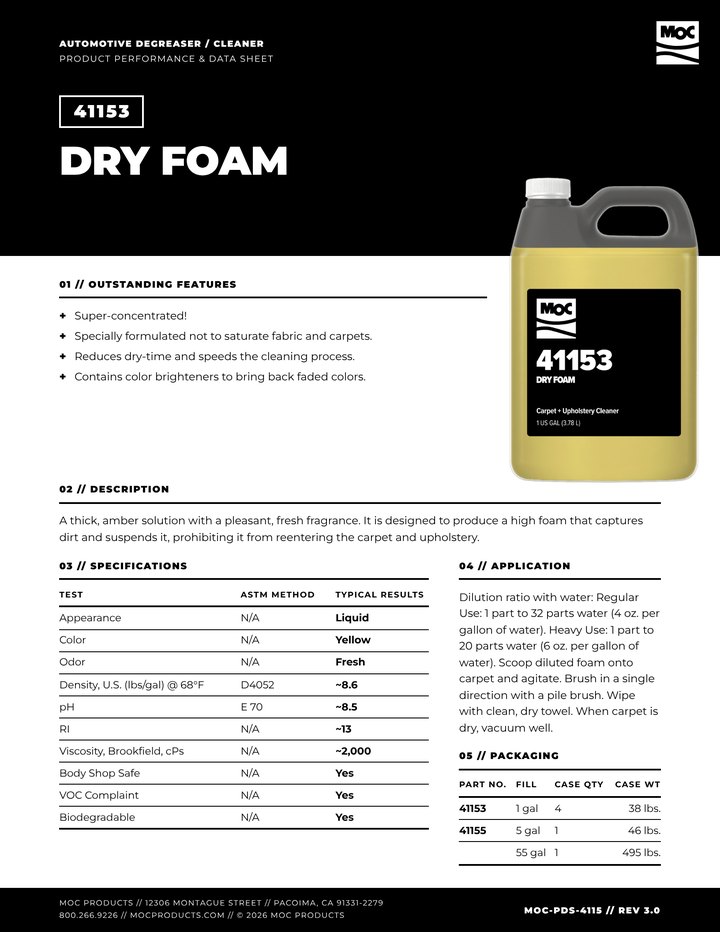 AUTOMOTIVE DEGREASER / CLEANER
PRODUCT PERFORMANCE & DATA SHEET
MOC
41153
DRY FOAM
01 // OUTSTANDING FEATURES
+ Super-concentrated!
+ Specially formulated not to saturate fabric and carpets.
+ Reduces dry-time and speeds the cleaning process.
+ Contains color brighteners to bring back faded colors.
MOC
41153
DRY FOAM
Carpet + Upholstery Cleaner
1 US GAL (3.78 L)
02 // DESCRIPTION
A thick, amber solution with a pleasant, fresh fragrance. It is designed to produce a high foam that captures
dirt and suspends it, prohibiting it from reentering the carpet and upholstery.
03 // SPECIFICATIONS
TEST ASTM METHOD TYPICAL RESULTS
Appearance N/A Liquid
Color N/A Yellow
Odor N/A Fresh
Density, U.S. (lbs/gal) @ 68°F D4052 ~8.6
pH E 70 ~8.5
RI N/A ~13
Viscosity, Brookfield, cPs N/A ~2,000
Body Shop Safe N/A Yes
VOC Complaint N/A Yes
Biodegradable N/A Yes
04 // APPLICATION
Dilution ratio with water: Regular
Use: 1 part to 32 parts water (4 oz. per
gallon of water). Heavy Use: 1 part to
20 parts water (6 oz. per gallon of
water). Scoop diluted foam onto
carpet and agitate. Brush in a single
direction with a pile brush. Wipe
with clean, dry towel. When carpet is
dry, vacuum well.
05 // PACKAGING
PART NO. FILL CASE QTY CASE WT
41153 1 gal 4 38 lbs.
41155 5 gal 1 46 lbs.
55 gal 1 495 lbs.
MOC PRODUCTS // 12306 MONTAGUE STREET // PACOIMA, CA 91331-2279
800.266.9226 // MOCPRODUCTS.COM // © 2026 MOC PRODUCTS
MOC-PDS-4115 // REV 3.0